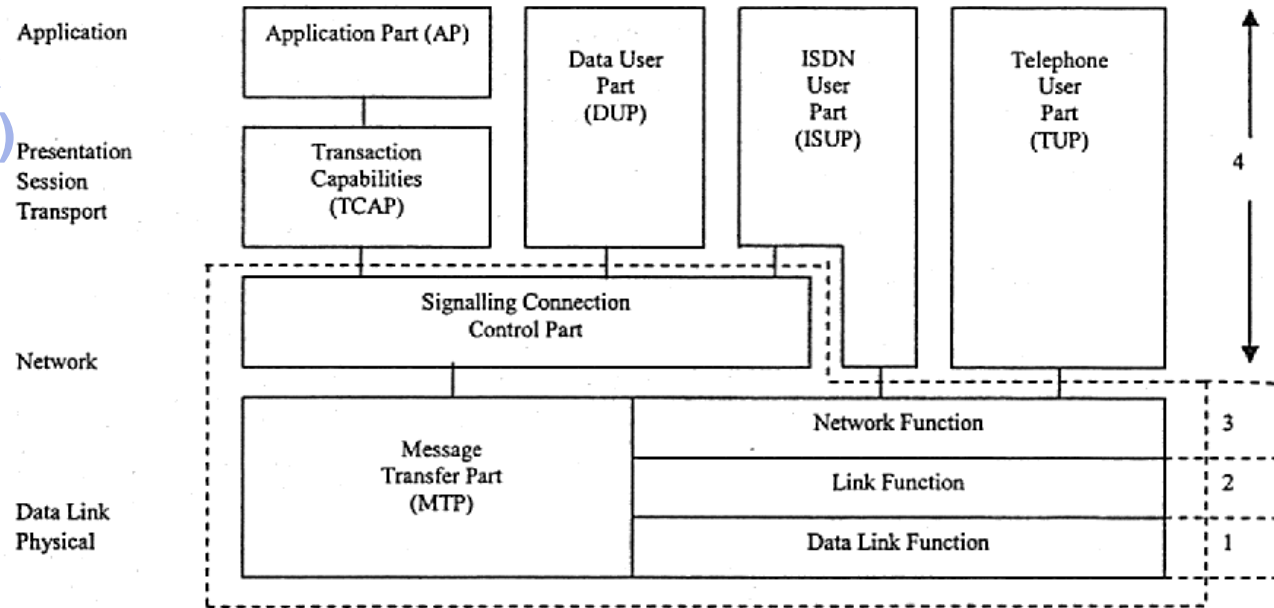 Application
Application Part (AP)
Data User
Part
(DUP)
ISDN
User
Part
(ISUP)
Telephone
User
Part
(TUP)
)
Presentation
Session
Transport
Transaction
Capabilities
(TCAP)
4
Signalling Connection
Control Part
Network
Message
Transfer Part
(MTP)
Network Function
3
Link Function
2
Data Link
Physical
Data Link Function
1